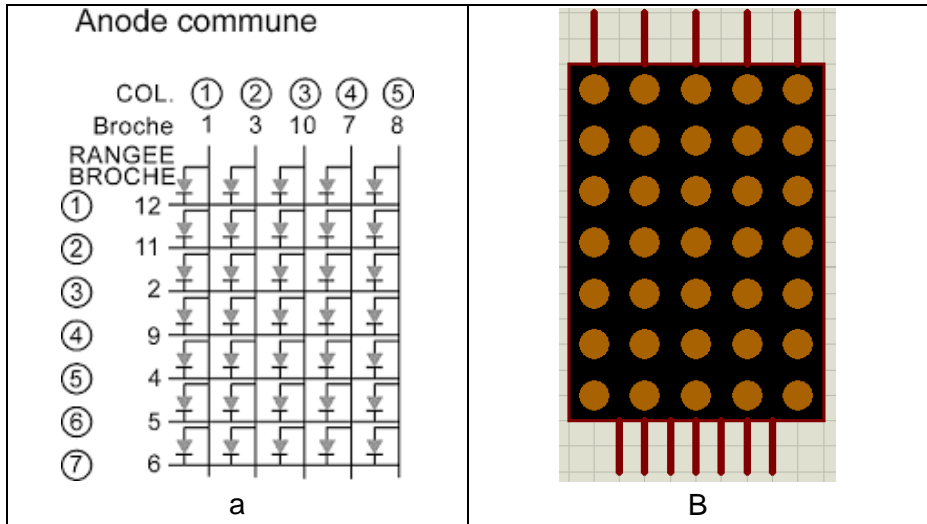 Anode commune
COL. 1 2 3 4 5
Broche 1 3 10 7 8
RANGEE
BROCHE
1 12
2 11
3 2
4 9
5 4
6 5
7 6
a
B